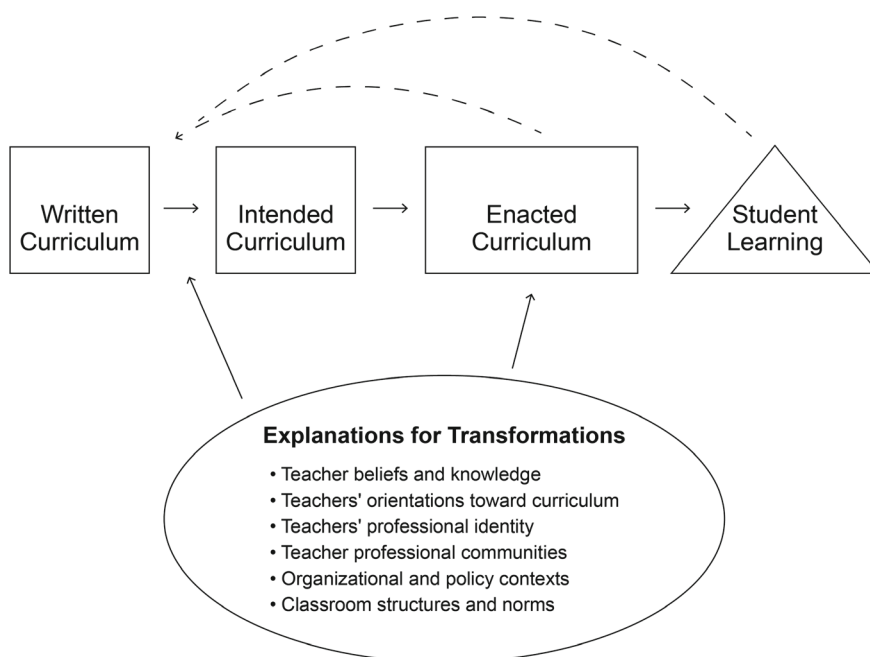 Written
Curriculum
Intended
Curriculum
Enacted
Curriculum
Student
Learning
Explanations for Transformations
• Teacher beliefs and knowledge
• Teachers' orientations toward curriculum
• Teachers' professional identity
• Teacher professional communities
• Organizational and policy contexts
• Classroom structures and norms